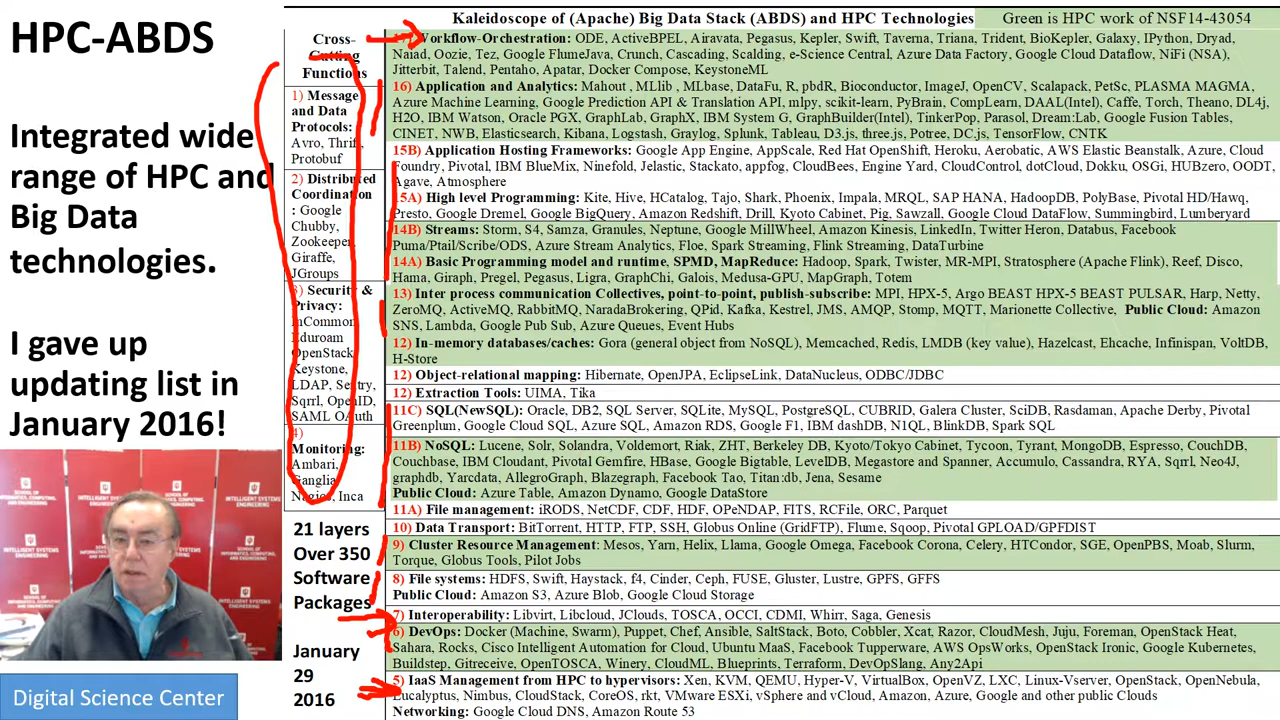 HPC-ABDS
Integrated wide
range of HPC and
Big Data
technologies.
I gave up
updating list in
January 2016!
SCHOOL OF
INFORMATICS, COMPUTING,
AND
ENGINEERING
INTELLIGENT SYSTEMS
ENGINEERING
Digital Science Center
Kaleidoscope of (Apache) Big Data Stack (ABDS) and HPC Technologies
Green is HPC work of NSF14-43054
Cross-
Cutting
Functions
1) Message
and Data
Protocols:
Avro, Thrift,
Protobuf
2) Distributed
Coordination
: Google
Chubby,
Zookeeper,
Giraffe,
JGroups
3) Security &
Privacy:
InCommon,
Eduroam
OpenStack
Keystone,
LDAP, Sentry,
Sqrrl, OpenID,
SAML OAuth
4)
Monitoring:
Ambari,
Ganglia,
Nagios, Inca
21 layers
Over 350
Software
Packages
January
29
2016
17) Workflow-Orchestration: ODE, ActiveBPEL, Airavata, Pegasus, Kepler, Swift, Taverna, Triana, Trident, BioKepler, Galaxy, IPython, Dryad,
Naiad, Oozie, Tez, Google FlumeJava, Crunch, Cascading, Scalding, e-Science Central, Azure Data Factory, Google Cloud Dataflow, NiFi (NSA),
Jitterbit, Talend, Pentaho, Apatar, Docker Compose, KeystoneML
16) Application and Analytics: Mahout , MLlib , MLbase, DataFu, R, pbdR, Bioconductor, ImageJ, OpenCV, Scalapack, PetSc, PLASMA MAGMA,
Azure Machine Learning, Google Prediction API & Translation API, mlpy, scikit-learn, PyBrain, CompLearn, DAAL(Intel), Caffe, Torch, Theano, DL4j,
H2O, IBM Watson, Oracle PGX, GraphLab, GraphX, IBM System G, GraphBuilder(Intel), TinkerPop, Parasol, Dream:Lab, Google Fusion Tables,
CINET, NWB, Elasticsearch, Kibana, Logstash, Graylog, Splunk, Tableau, D3.js, three.js, Potree, DC.js, TensorFlow, CNTK
15B) Application Hosting Frameworks: Google App Engine, AppScale, Red Hat OpenShift, Heroku, Aerobatic, AWS Elastic Beanstalk, Azure, Cloud
Foundry, Pivotal, IBM BlueMix, Ninefold, Jelastic, Stackato, appfog, CloudBees, Engine Yard, CloudControl, dotCloud, Dokku, OSGi, HUBzero, OODT,
Agave, Atmosphere
15A) High level Programming: Kite, Hive, HCatalog, Tajo, Shark, Phoenix, Impala, MRQL, SAP HANA, HadoopDB, PolyBase, Pivotal HD/Hawq,
Presto, Google Dremel, Google BigQuery, Amazon Redshift, Drill, Kyoto Cabinet, Pig, Sawzall, Google Cloud DataFlow, Summingbird, Lumberyard
14B) Streams: Storm, S4, Samza, Granules, Neptune, Google MillWheel, Amazon Kinesis, LinkedIn, Twitter Heron, Databus, Facebook
Puma/Ptail/Scribe/ODS, Azure Stream Analytics, Floe, Spark Streaming, Flink Streaming, DataTurbine
14A) Basic Programming model and runtime, SPMD, MapReduce: Hadoop, Spark, Twister, MR-MPI, Stratosphere (Apache Flink), Reef, Disco,
Hama, Giraph, Pregel, Pegasus, Ligra, GraphChi, Galois, Medusa-GPU, MapGraph, Totem
13) Inter process communication Collectives, point-to-point, publish-subscribe: MPI, HPX-5, Argo BEAST HPX-5 BEAST PULSAR, Harp, Netty,
ZeroMQ, ActiveMQ, RabbitMQ, NaradaBrokering, QPid, Kafka, Kestrel, JMS, AMQP, Stomp, MQTT, Marionette Collective, Public Cloud: Amazon
SNS, Lambda, Google Pub Sub, Azure Queues, Event Hubs
12) In-memory databases/caches: Gora (general object from NoSQL), Memcached, Redis, LMDB (key value), Hazelcast, Ehcache, Infinispan, VoltDB,
H-Store
12) Object-relational mapping: Hibernate, OpenJPA, EclipseLink, DataNucleus, ODBC/JDBC
12) Extraction Tools: UIMA, Tika
11C) SQL(NewSQL): Oracle, DB2, SQL Server, SQLite, MySQL, PostgreSQL, CUBRID, Galera Cluster, SciDB, Rasdaman, Apache Derby, Pivotal
Greenplum, Google Cloud SQL, Azure SQL, Amazon RDS, Google F1, IBM dashDB, N1QL, BlinkDB, Spark SQL
11B) NoSQL: Lucene, Solr, Solandra, Voldemort, Riak, ZHT, Berkeley DB, Kyoto/Tokyo Cabinet, Tycoon, Tyrant, MongoDB, Espresso, CouchDB,
Couchbase, IBM Cloudant, Pivotal Gemfire, HBase, Google Bigtable, LevelDB, Megastore and Spanner, Accumulo, Cassandra, RYA, Sqrrl, Neo4J,
graphdb, Yarcdata, AllegroGraph, Blazegraph, Facebook Tao, Titan:db, Jena, Sesame
Public Cloud: Azure Table, Amazon Dynamo, Google DataStore
11A) File management: iRODS, NetCDF, CDF, HDF, OPeNDAP, FITS, RCFile, ORC, Parquet
10) Data Transport: BitTorrent, HTTP, FTP, SSH, Globus Online (GridFTP), Flume, Sqoop, Pivotal GPLOAD/GPFDIST
9) Cluster Resource Management: Mesos, Yarn, Helix, Llama, Google Omega, Facebook Corona, Celery, HTCondor, SGE, OpenPBS, Moab, Slurm,
Torque, Globus Tools, Pilot Jobs
8) File systems: HDFS, Swift, Haystack, f4, Cinder, Ceph, FUSE, Gluster, Lustre, GPFS, GFFS
Public Cloud: Amazon S3, Azure Blob, Google Cloud Storage
7) Interoperability: Libvirt, Libcloud, JClouds, TOSCA, OCCI, CDMI, Whirr, Saga, Genesis
6) DevOps: Docker (Machine, Swarm), Puppet, Chef, Ansible, SaltStack, Boto, Cobbler, Xcat, Razor, CloudMesh, Juju, Foreman, OpenStack Heat,
Sahara, Rocks, Cisco Intelligent Automation for Cloud, Ubuntu MaaS, Facebook Tupperware, AWS OpsWorks, OpenStack Ironic, Google Kubernetes,
Buildstep, Gitreceive, OpenTOSCA, Winery, CloudML, Blueprints, Terraform, DevOpSlang, Any2Api
5) IaaS Management from HPC to hypervisors: Xen, KVM, QEMU, Hyper-V, VirtualBox, OpenVZ, LXC, Linux-Vserver, OpenStack, OpenNebula,
Eucalyptus, Nimbus, CloudStack, CoreOS, rkt, VMware ESXi, vSphere and vCloud, Amazon, Azure, Google and other public Clouds
Networking: Google Cloud DNS, Amazon Route 53